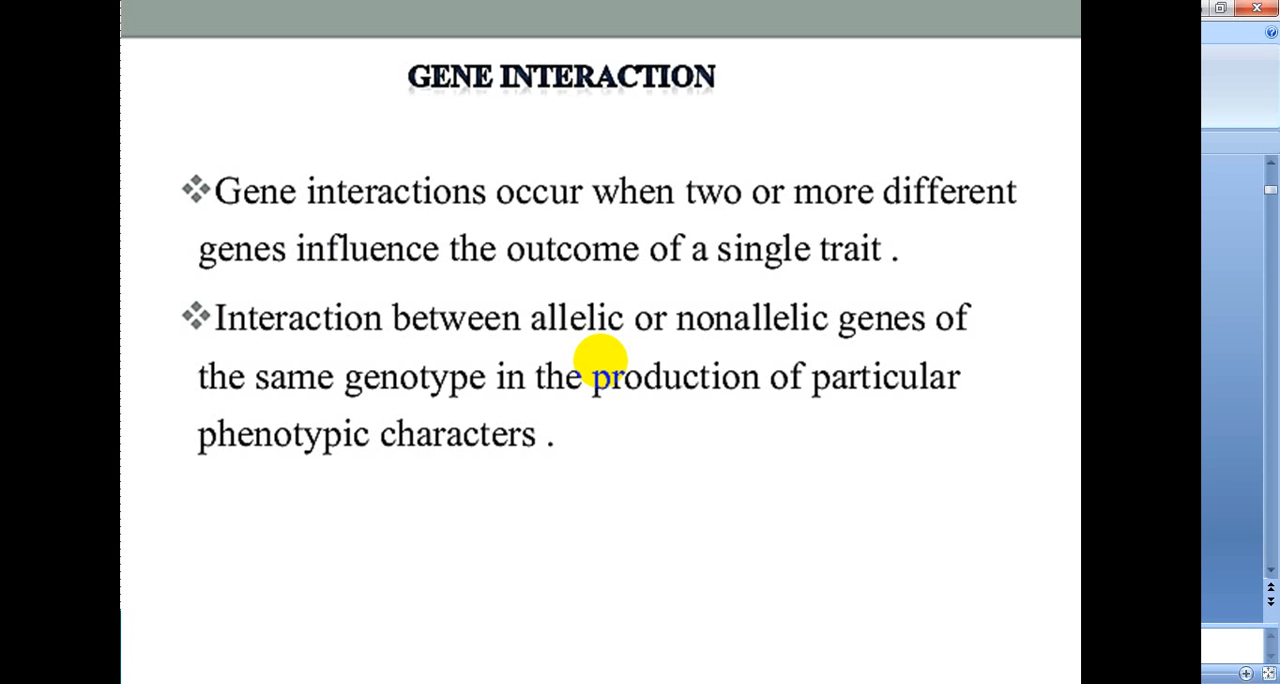 GENE INTERACTION
Gene interactions occur when two or more different
genes influence the outcome of a single trait .
Interaction between allelic or nonallelic genes of
the same genotype in the production of particular
phenotypic characters .